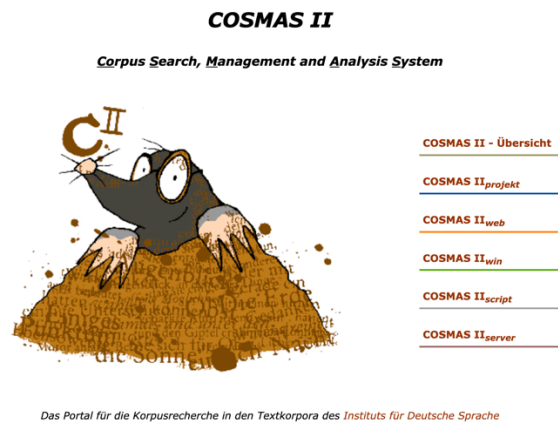 COSMAS II
Corpus Search, Management and Analysis System
C II
COSMAS II - Übersicht
COSMAS IIprojekt
COSMAS IIweb
COSMAS IIwin
COSMAS IIscript
COSMAS IIserver
die Sonne
Das Portal für die Korpusrecherche in den Textkorpora des Instituts für Deutsche Sprache